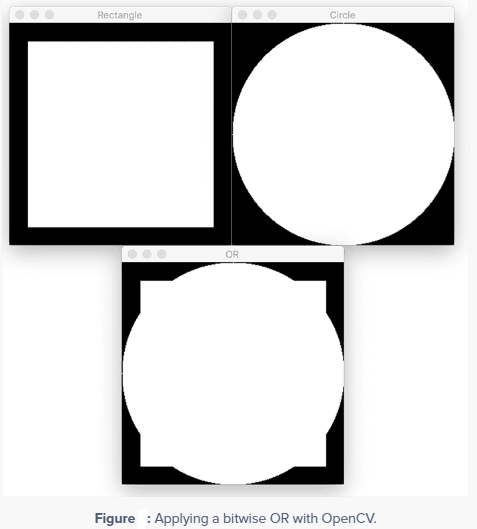 Rectangle
Circle
OR
Figure : Applying a bitwise OR with OpenCV.